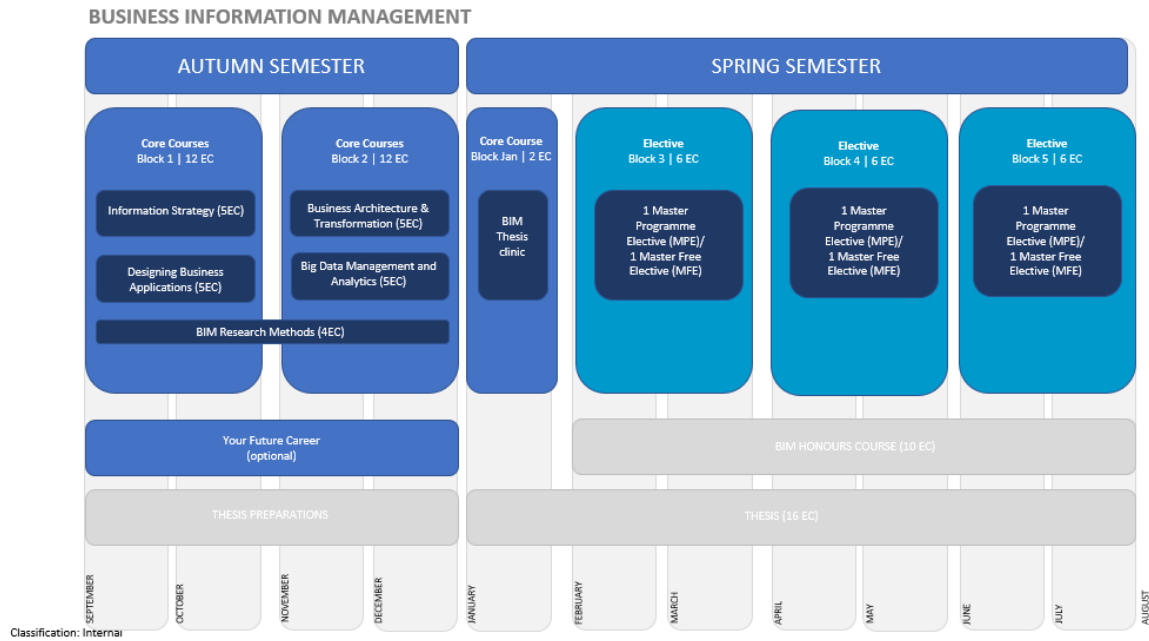 BUSINESS INFORMATION MANAGEMENT
AUTUMN SEMESTER
SPRING SEMESTER
Core Courses
Block 1 | 12 EC
Information Strategy (5EC)
Designing Business
Applications (5EC)
Core Courses
Block 2 | 12 EC
Business Architecture &
Transformation (5EC)
Big Data Management and
Analytics (5EC)
BIM Research Methods (4EC)
Core Course
Block Jan | 2 EC
BIM
Thesis
clinic
Elective
Block 3 | 6 EC
1 Master
Programme
Elective (MPE)/
1 Master Free
Elective (MFE)
Elective
Block 4 | 6 EC
1 Master
Programme
Elective (MPE)/
1 Master Free
Elective (MFE)
Elective
Block 5 | 6 EC
1 Master
Programme
Elective (MPE)/
1 Master Free
Elective (MFE)
Your Future Career
(optional)
BIM HONOURS COURSE (10 EC)
THESIS PREPARATIONS
THESIS (16 EC)
SEPTEMBER
OCTOBER
NOVEMBER
DECEMBER
JANUARY
FEBRUARY
MARCH
APRIL
MAY
JUNE
JULY
AUGUST
Classification: Internal